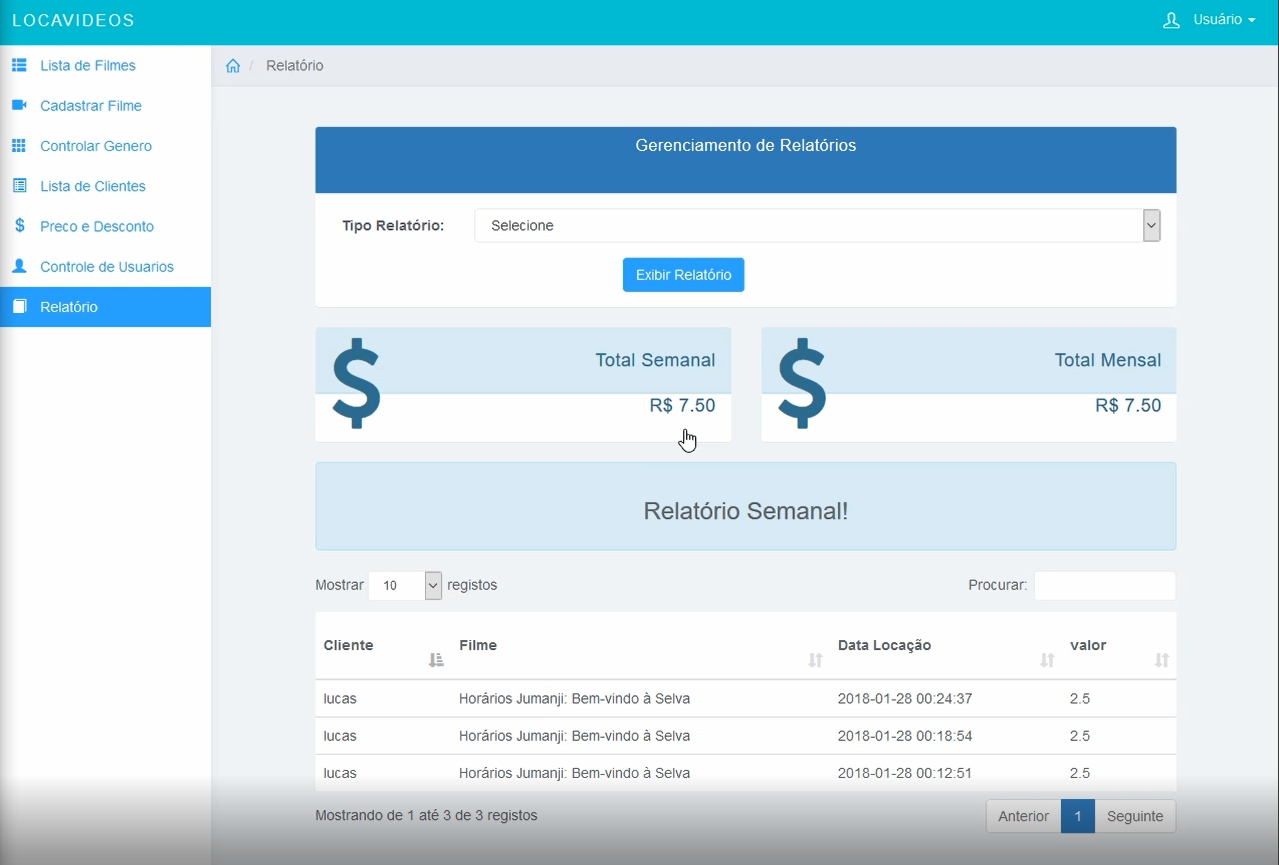 LOCAVIDEOS
Usuário
Lista de Filmes
Cadastrar Filme
Controlar Genero
Lista de Clientes
Preco e Desconto
Controle de Usuarios
Relatório
/ Relatório
Gerenciamento de Relatórios
Tipo Relatório: Selecione
Exibir Relatório
$ Total Semanal
R$ 7.50
$ Total Mensal
R$ 7.50
Relatório Semanal!
Mostrar 10 registos Procurar:
Cliente Filme Data Locação valor
lucas Horários Jumanji: Bem-vindo à Selva 2018-01-28 00:24:37 2.5
lucas Horários Jumanji: Bem-vindo à Selva 2018-01-28 00:18:54 2.5
lucas Horários Jumanji: Bem-vindo à Selva 2018-01-28 00:12:51 2.5
Mostrando de 1 até 3 de 3 registos Anterior 1 Seguinte